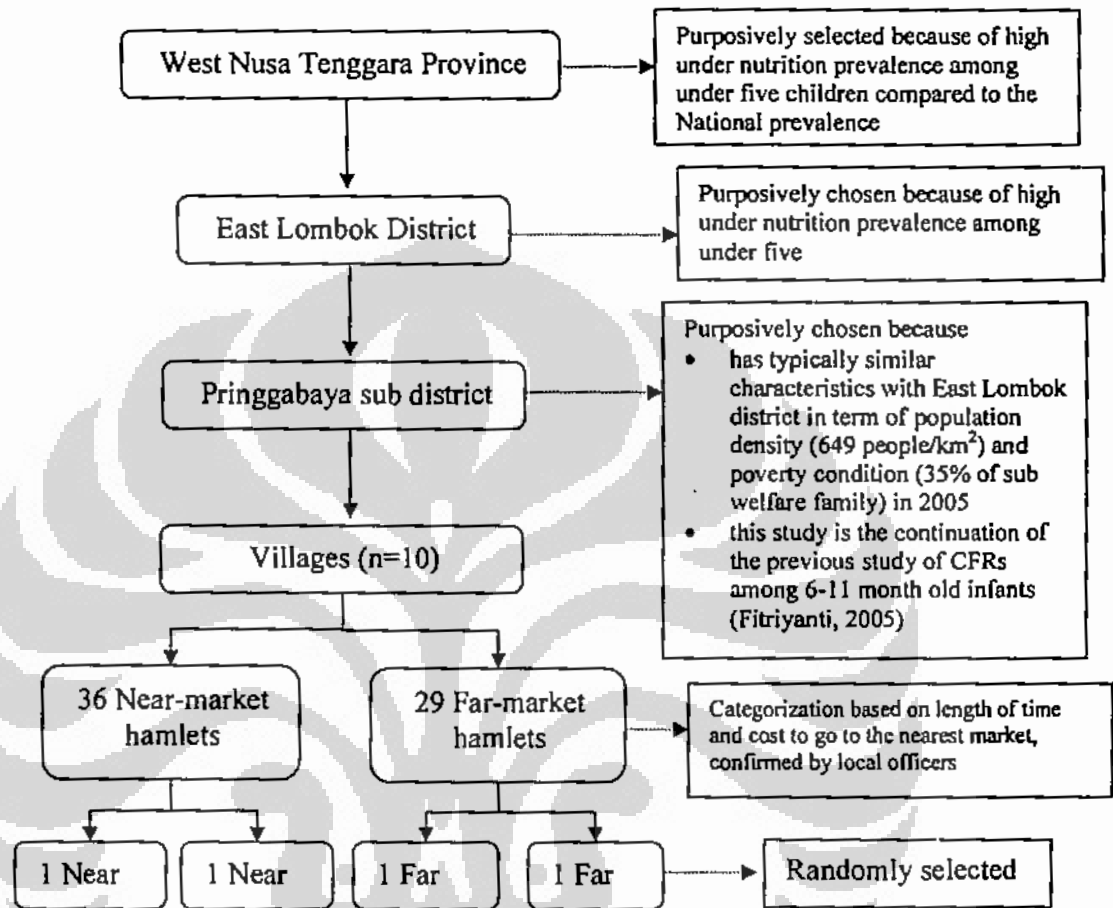 West Nusa Tenggara Province
Purposively selected because of high
under nutrition prevalence among
under five children compared to the
National prevalence
East Lombok District
Purposively chosen because of high
under nutrition prevalence among
under five
Pringgabaya sub district
Purposively chosen because
• has typically similar
characteristics with East Lombok
district in term of population
density (649 people/km²) and
poverty condition (35% of sub
welfare family) in 2005
• this study is the continuation of
the previous study of CFRs
among 6-11 month old infants
(Fitriyanti, 2005)
Villages (n=10)
36 Near-market
hamlets
29 Far-market
hamlets
Categorization based on length of time
and cost to go to the nearest market,
confirmed by local officers
1 Near
1 Near
1 Far
1 Far
Randomly selected